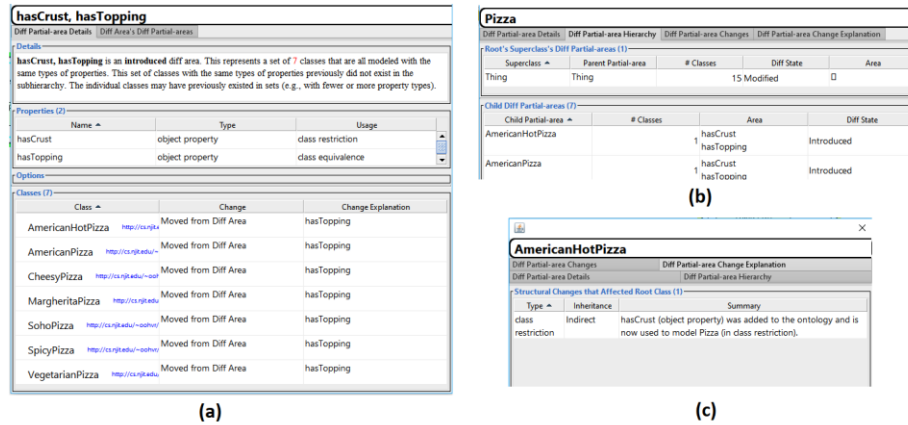 hasCrust, hasTopping
Diff Partial-area Details Diff Area's Diff Partial-areas
Details
hasCrust, hasTopping is an introduced diff area. This represents a set of 7 classes that are all modeled with the
same types of properties. This set of classes with the same types of properties previously did not exist in the
subhierarchy. The individual classes may have previously existed in sets (e.g., with fewer or more property types).
Properties (2)
Name Type Usage
hasCrust object property class restriction
hasTopping object property class equivalence
Options
Classes (7)
Class Change Change Explanation
AmericanHotPizza Moved from Diff Area hasTopping
AmericanPizza Moved from Diff Area hasTopping
CheesyPizza Moved from Diff Area hasTopping
MargheritaPizza Moved from Diff Area hasTopping
SohoPizza Moved from Diff Area hasTopping
SpicyPizza Moved from Diff Area hasTopping
VegetarianPizza Moved from Diff Area hasTopping
(a)
Pizza
Diff Partial-area Details Diff Partial-area Hierarchy Diff Partial-area Changes Diff Partial-area Change Explanation
Root's Superclass's Diff Partial-areas (1)
Superclass Parent Partial-area # Classes Diff State Area
Thing Thing 15 Modified
Child Diff Partial-areas (7)
Child Partial-area # Classes Area Diff State
AmericanHotPizza 1 hasCrust hasTopping Introduced
AmericanPizza 1 hasCrust hasTopping Introduced
(b)
AmericanHotPizza
Diff Partial-area Changes Diff Partial-area Change Explanation
Diff Partial-area Details Diff Partial-area Hierarchy
Structural Changes that Affected Root Class (1)
Type Inheritance Summary
class Indirect hasCrust (object property) was added to the ontology and is
restriction now used to model Pizza (in class restriction).
(c)